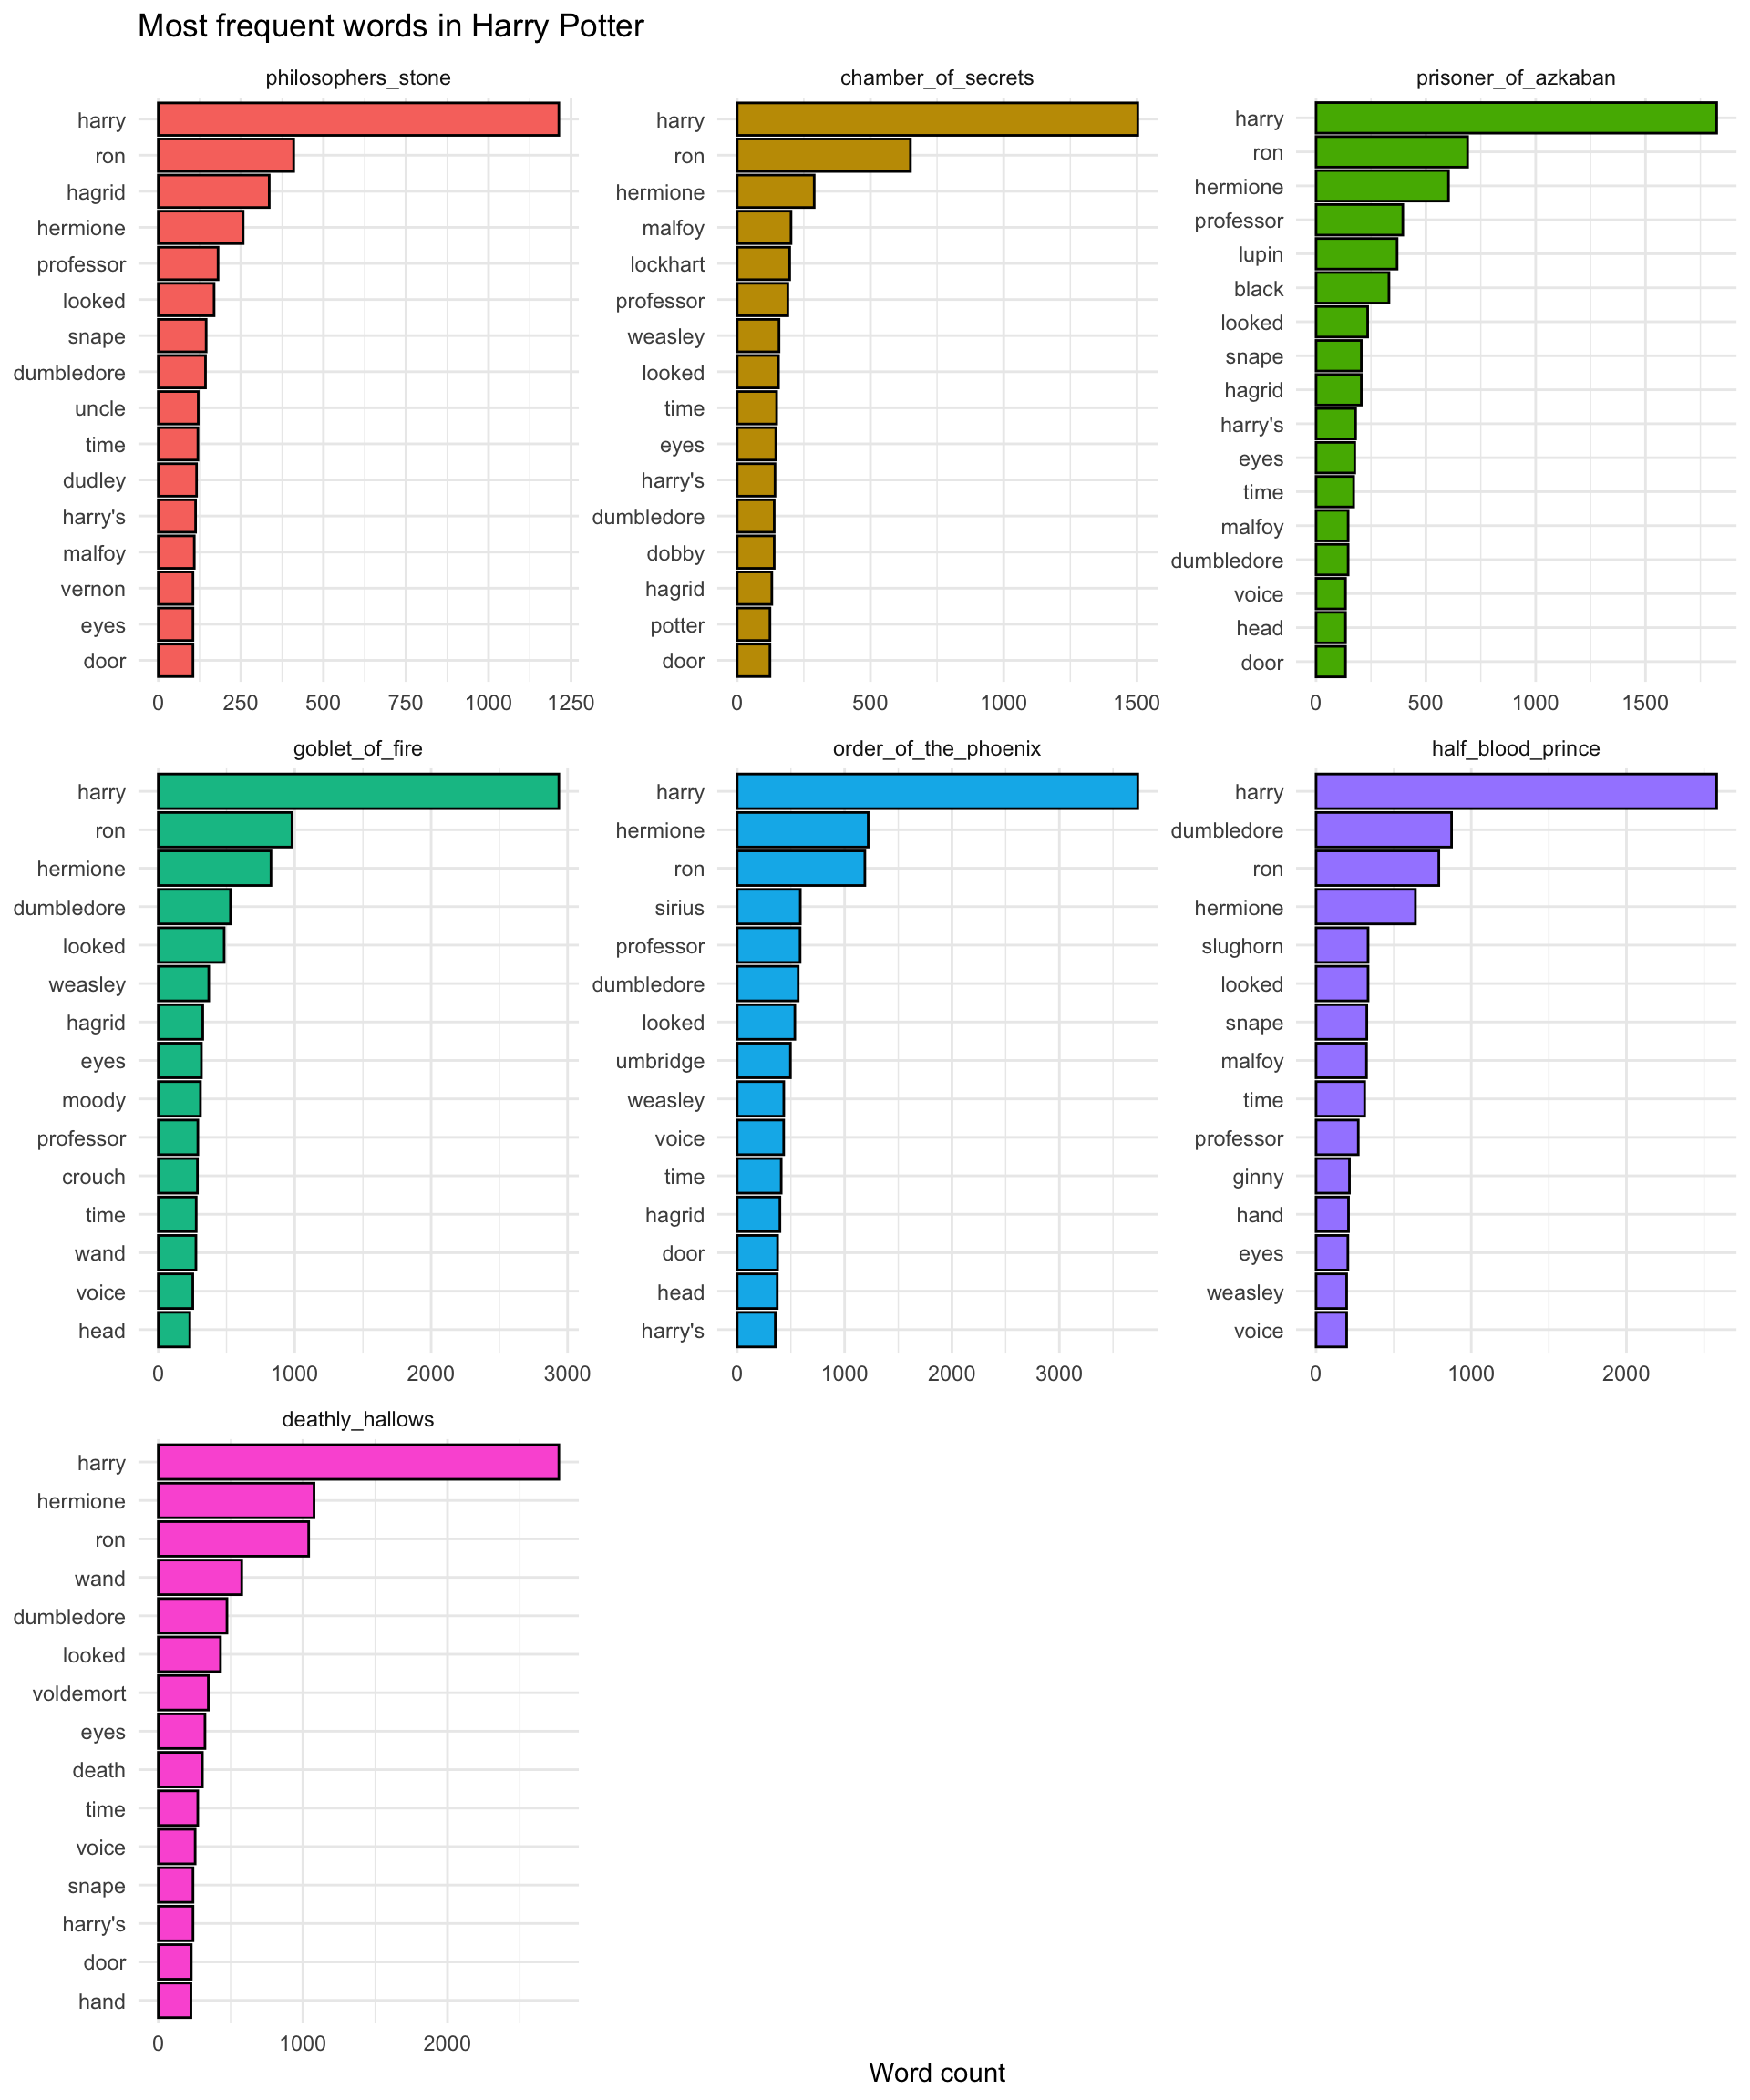 Most frequent words in Harry Potter
philosophers_stone
harry
ron
hagrid
hermione
professor
looked
snape
dumbledore
uncle
time
dudley
harry's
malfoy
vernon
eyes
door
0 250 500 750 1000 1250
chamber_of_secrets
harry
ron
hermione
malfoy
lockhart
professor
weasley
looked
time
eyes
harry's
dumbledore
dobby
hagrid
potter
door
0 500 1000 1500
prisoner_of_azkaban
harry
ron
hermione
professor
lupin
black
looked
snape
hagrid
harry's
eyes
time
malfoy
dumbledore
voice
head
door
0 500 1000 1500
goblet_of_fire
harry
ron
hermione
dumbledore
looked
weasley
hagrid
eyes
moody
professor
crouch
time
wand
voice
head
0 1000 2000 3000
order_of_the_phoenix
harry
hermione
ron
sirius
professor
dumbledore
looked
umbridge
weasley
voice
time
hagrid
door
head
harry's
0 1000 2000 3000
half_blood_prince
harry
dumbledore
ron
hermione
slughorn
looked
snape
malfoy
time
professor
ginny
hand
eyes
weasley
voice
0 1000 2000
deathly_hallows
harry
hermione
ron
wand
dumbledore
looked
voldemort
eyes
death
time
voice
snape
harry's
door
hand
0 1000 2000
Word count